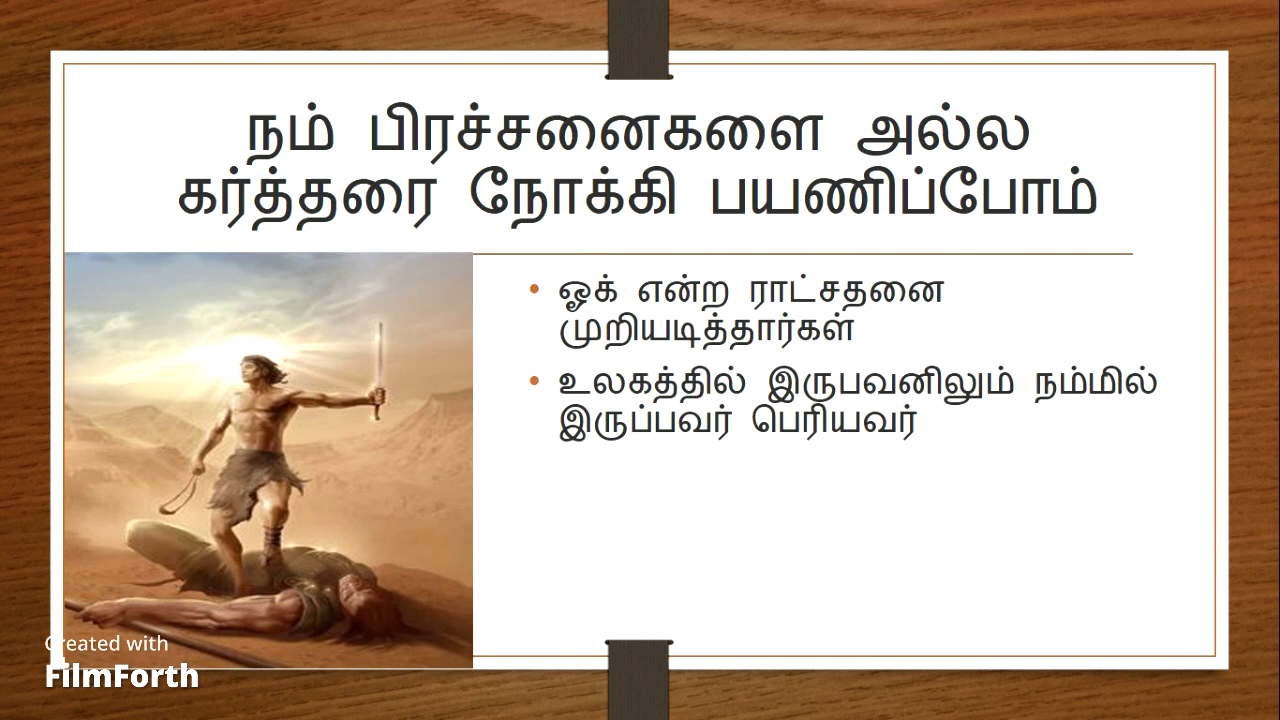 நம் பிரச்சனைகளை அல்ல
கர்த்தரை நோக்கி பயணிப்போம்
• ஓக் என்ற ராட்சதனை
முறியடித்தார்கள்
• உலகத்தில் இருபவனிலும் நம்மில்
இருப்பவர் பெரியவர்
Created with
FilmForth